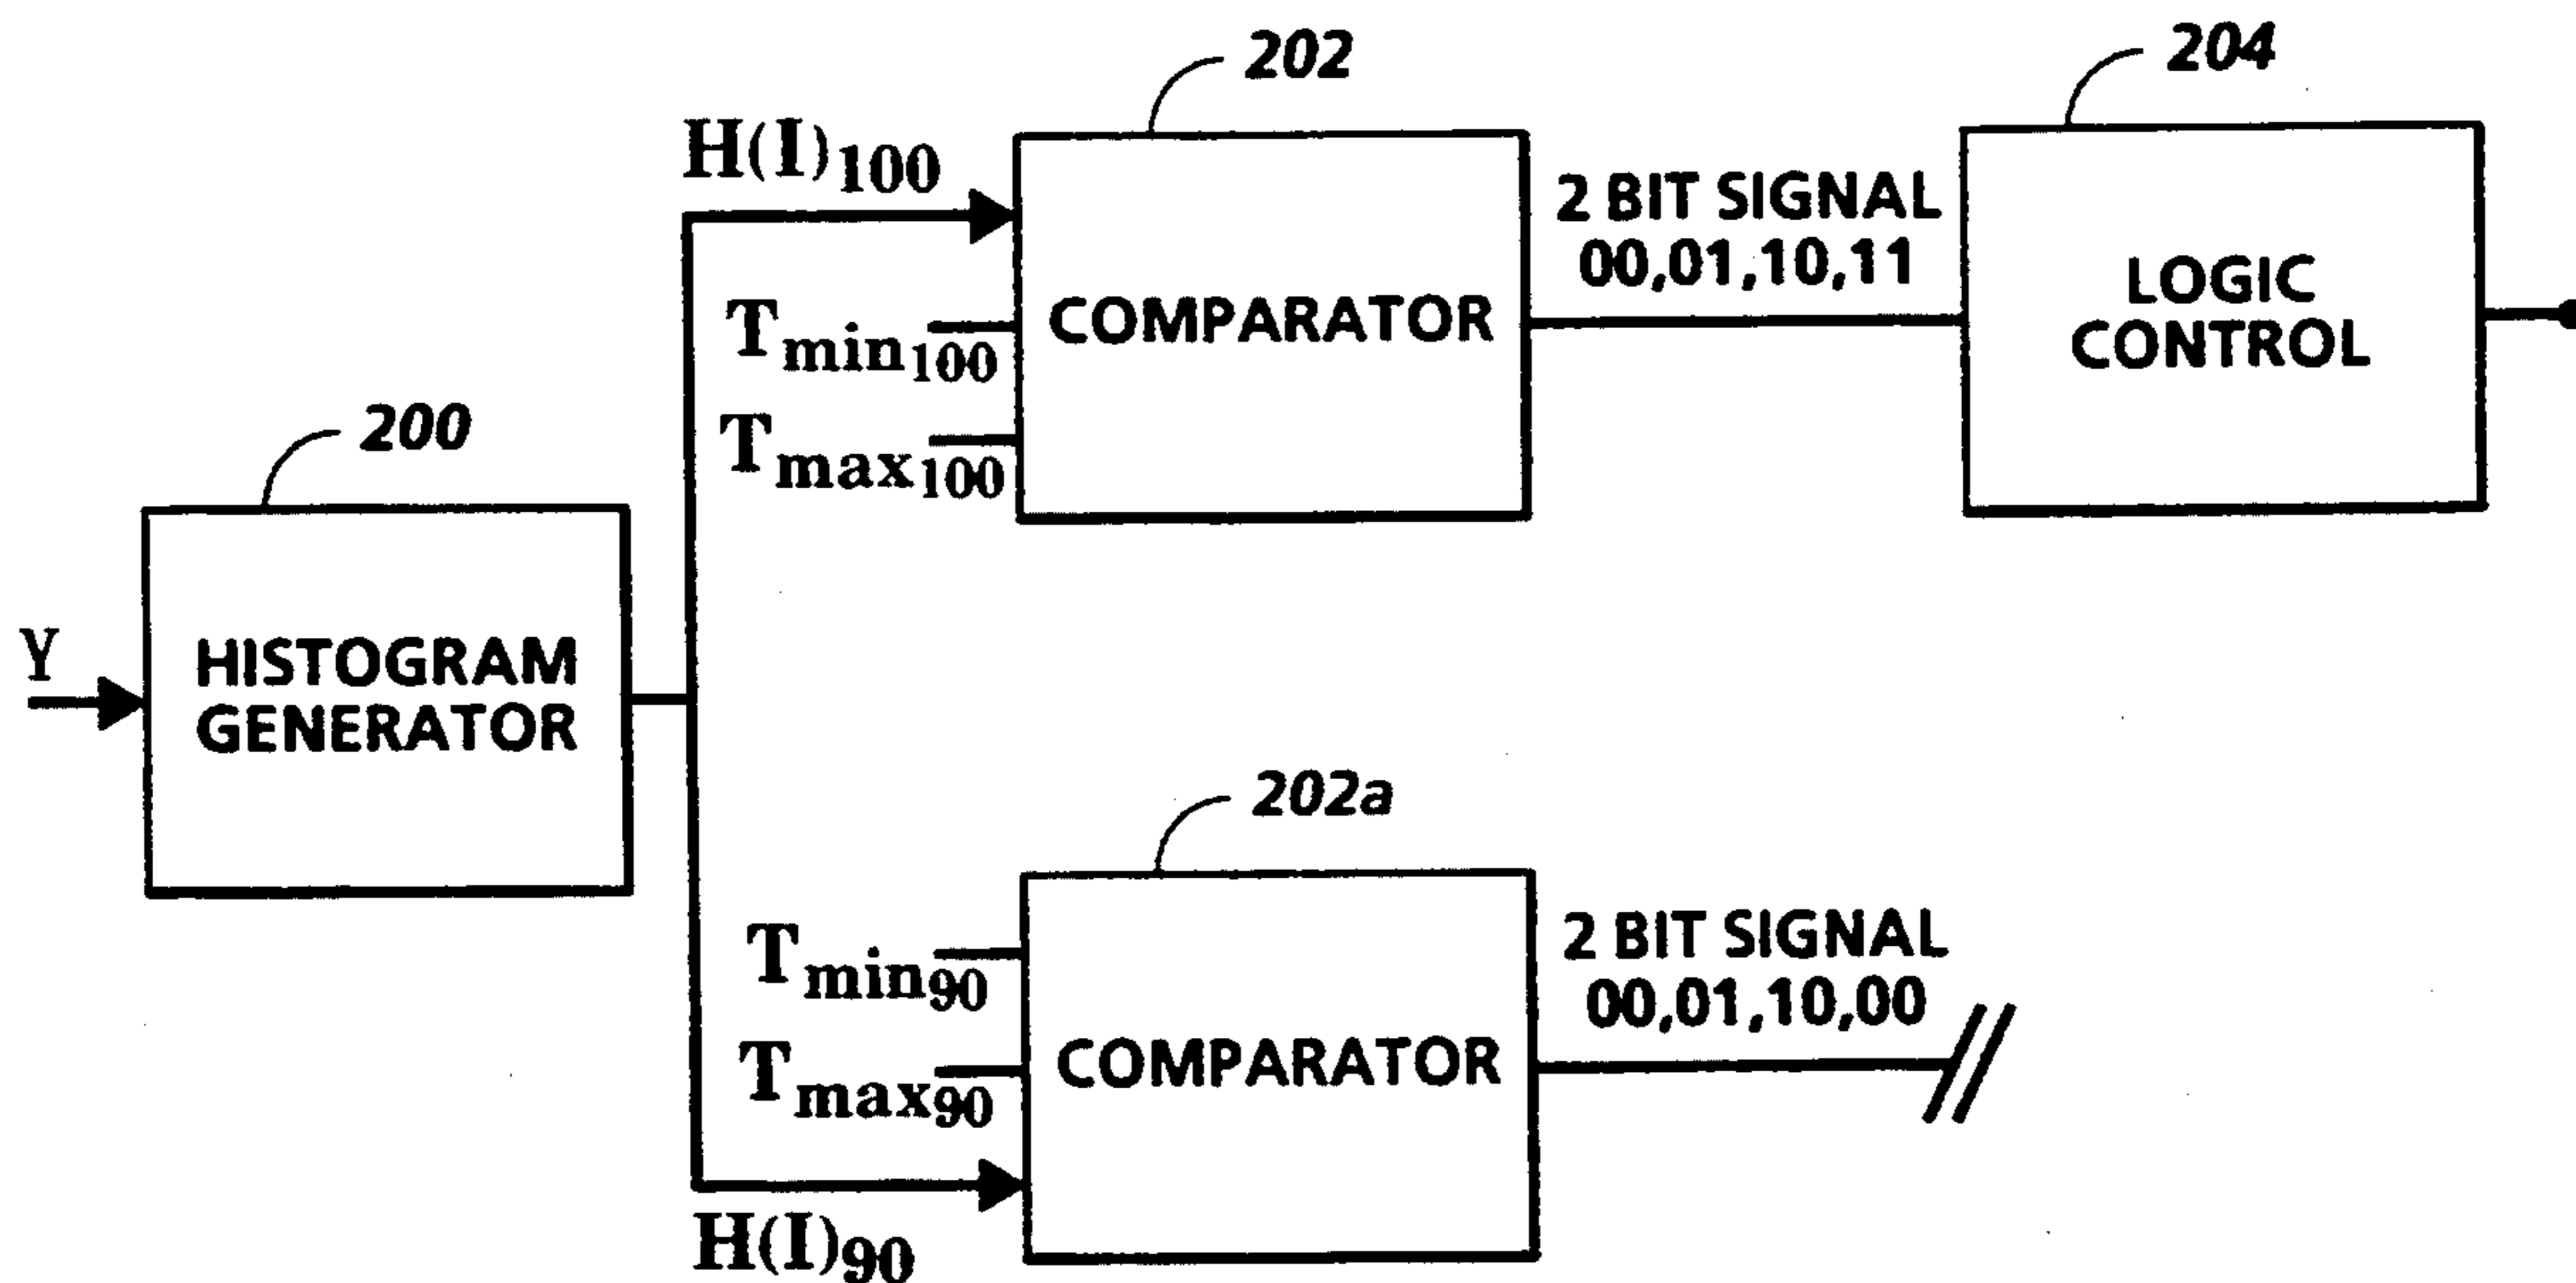 202
204
H(I)100
2 BIT SIGNAL
00,01,10,11
Tmin100
COMPARATOR
LOGIC
CONTROL
Tmax100
200
Y
HISTOGRAM
GENERATOR
202a
Tmin90
2 BIT SIGNAL
00,01,10,00
Tmax90
COMPARATOR
H(I)90